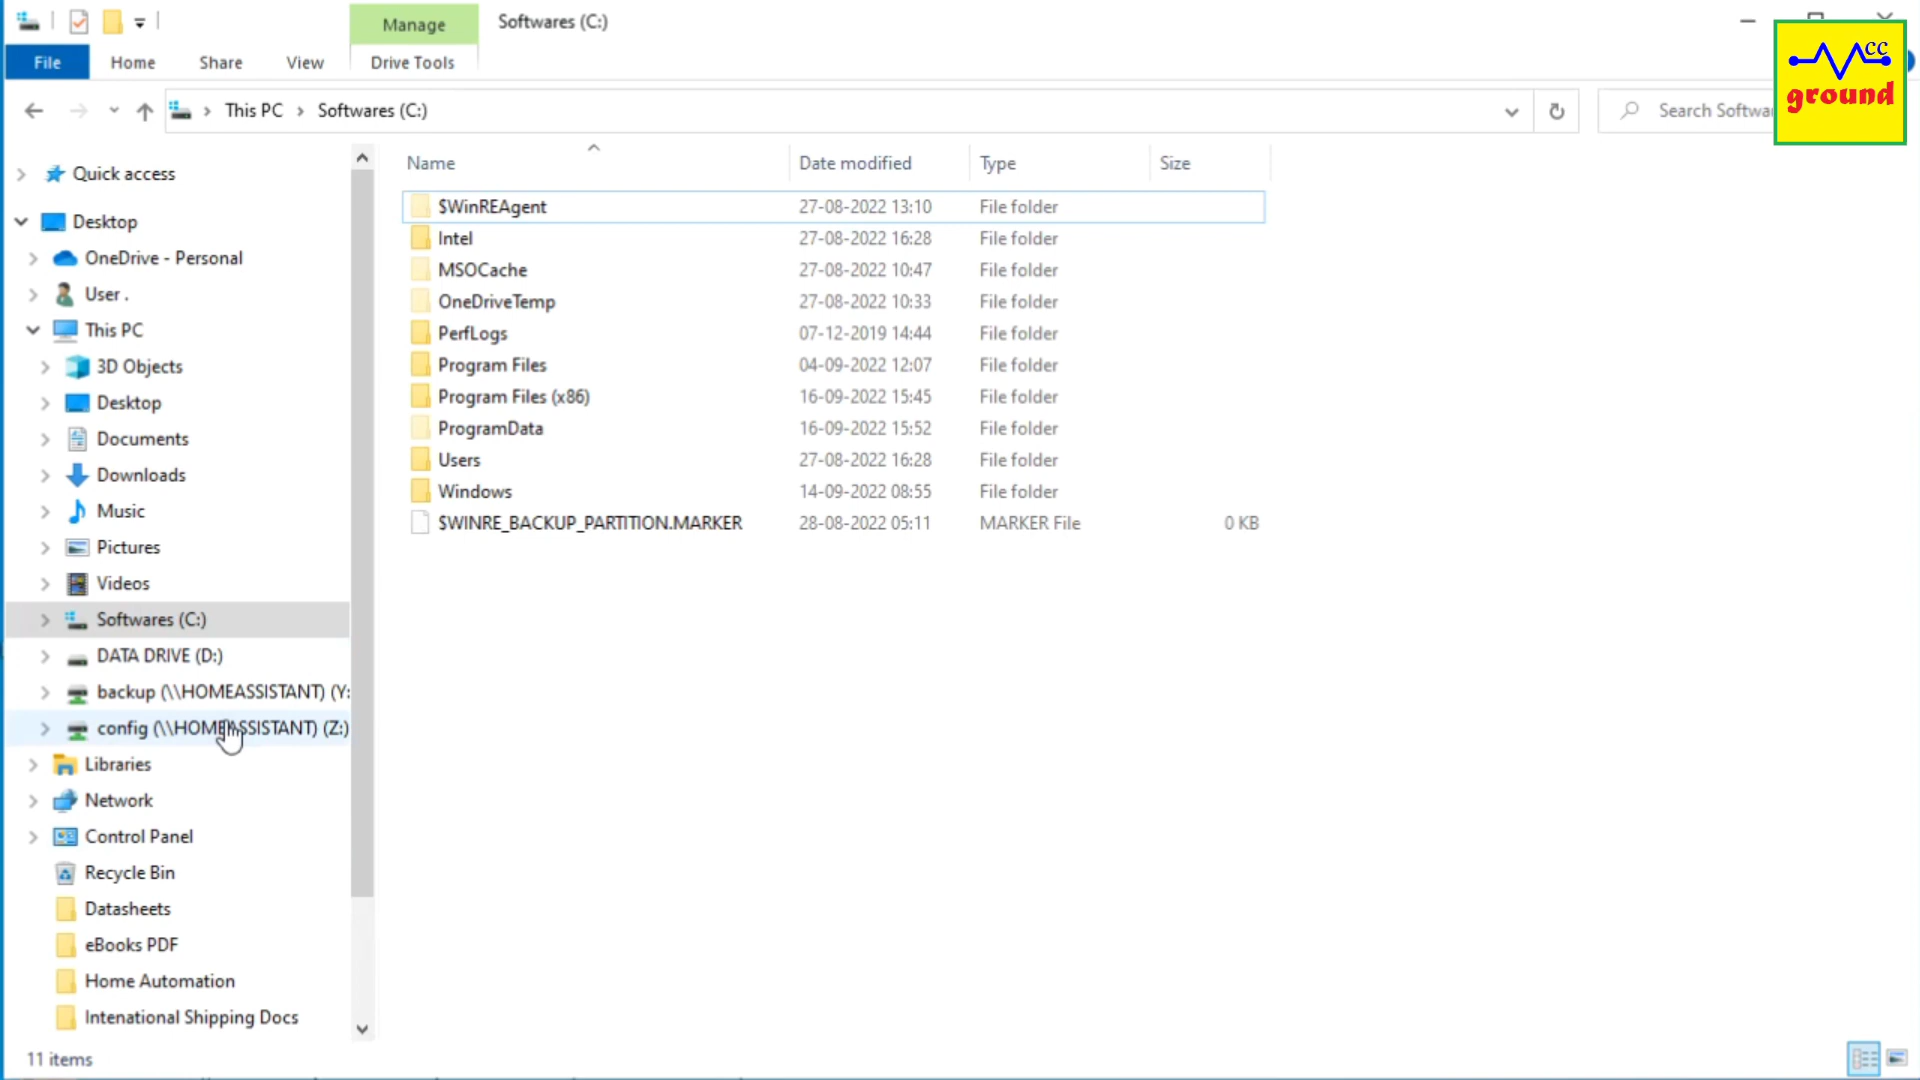 Manage
Softwares (C:)
File
Home
Share
View
Drive Tools
This PC
Softwares (C:)
Search Softwa
CC
ground
Name
Date modified
Type
Size
Quick access
Desktop
OneDrive - Personal
User .
This PC
3D Objects
Desktop
Documents
Downloads
Music
Pictures
Videos
Softwares (C:)
DATA DRIVE (D:)
backup (\\HOMEASSISTANT) (Y:
config (\\HOMEASSISTANT) (Z:)
Libraries
Network
Control Panel
Recycle Bin
Datasheets
eBooks PDF
Home Automation
Intenational Shipping Docs
$WinREAgent 27-08-2022 13:10 File folder
Intel 27-08-2022 16:28 File folder
MSOCache 27-08-2022 10:47 File folder
OneDriveTemp 27-08-2022 10:33 File folder
PerfLogs 07-12-2019 14:44 File folder
Program Files 04-09-2022 12:07 File folder
Program Files (x86) 16-09-2022 15:45 File folder
ProgramData 16-09-2022 15:52 File folder
Users 27-08-2022 16:28 File folder
Windows 14-09-2022 08:55 File folder
$WINRE_BACKUP_PARTITION.MARKER 28-08-2022 05:11 MARKER File 0 KB
11 items